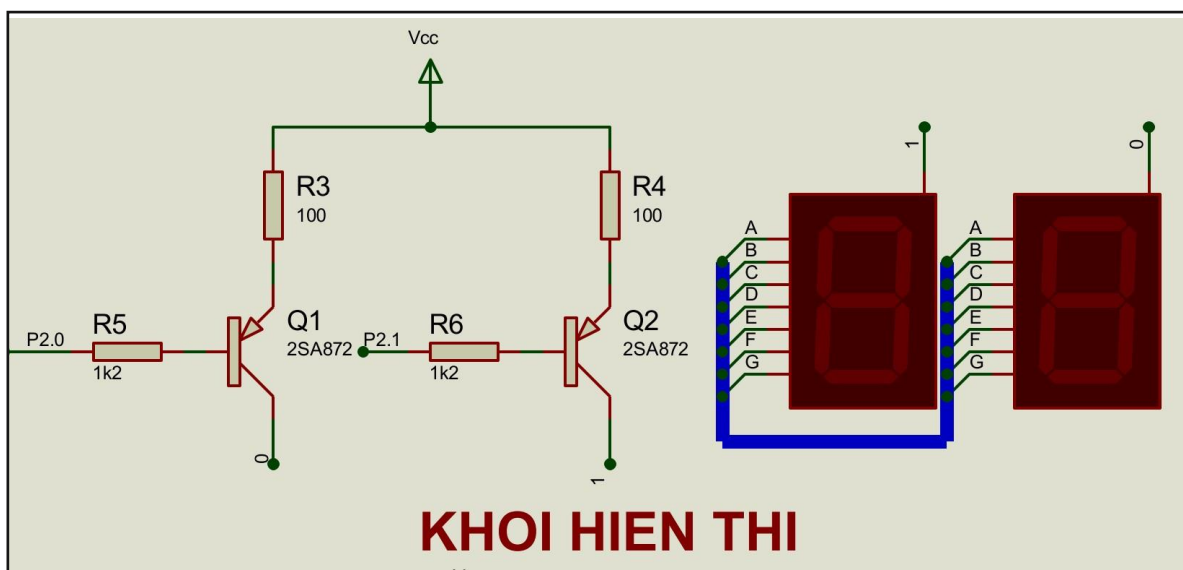 Vcc
R3
100
R4
100
1
0
A
B
C
D
E
F
G
A
B
C
D
E
F
G
P2.0
R5
1k2
Q1
2SA872
P2.1
R6
1k2
Q2
2SA872
0
1
KHOI HIEN THI